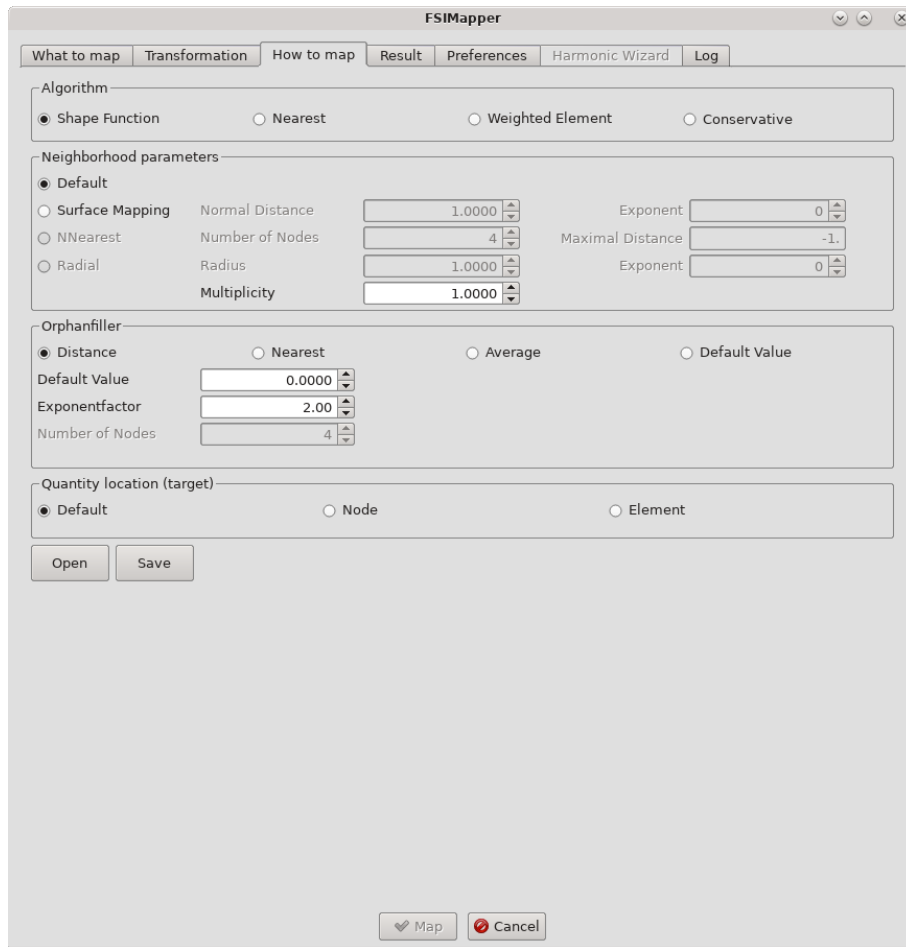 FSIMapper
What to map Transformation How to map Result Preferences Harmonic Wizard Log
Algorithm
Shape Function Nearest Weighted Element Conservative
Neighborhood parameters
Default
Surface Mapping Normal Distance 1.0000 Exponent 0
NNearest Number of Nodes 4 Maximal Distance -1.
Radial Radius 1.0000 Exponent 0
Multiplicity 1.0000
Orphanfiller
Distance Nearest Average Default Value
Default Value 0.0000
Exponentfactor 2.00
Number of Nodes 4
Quantity location (target)
Default Node Element
Open Save
Map Cancel